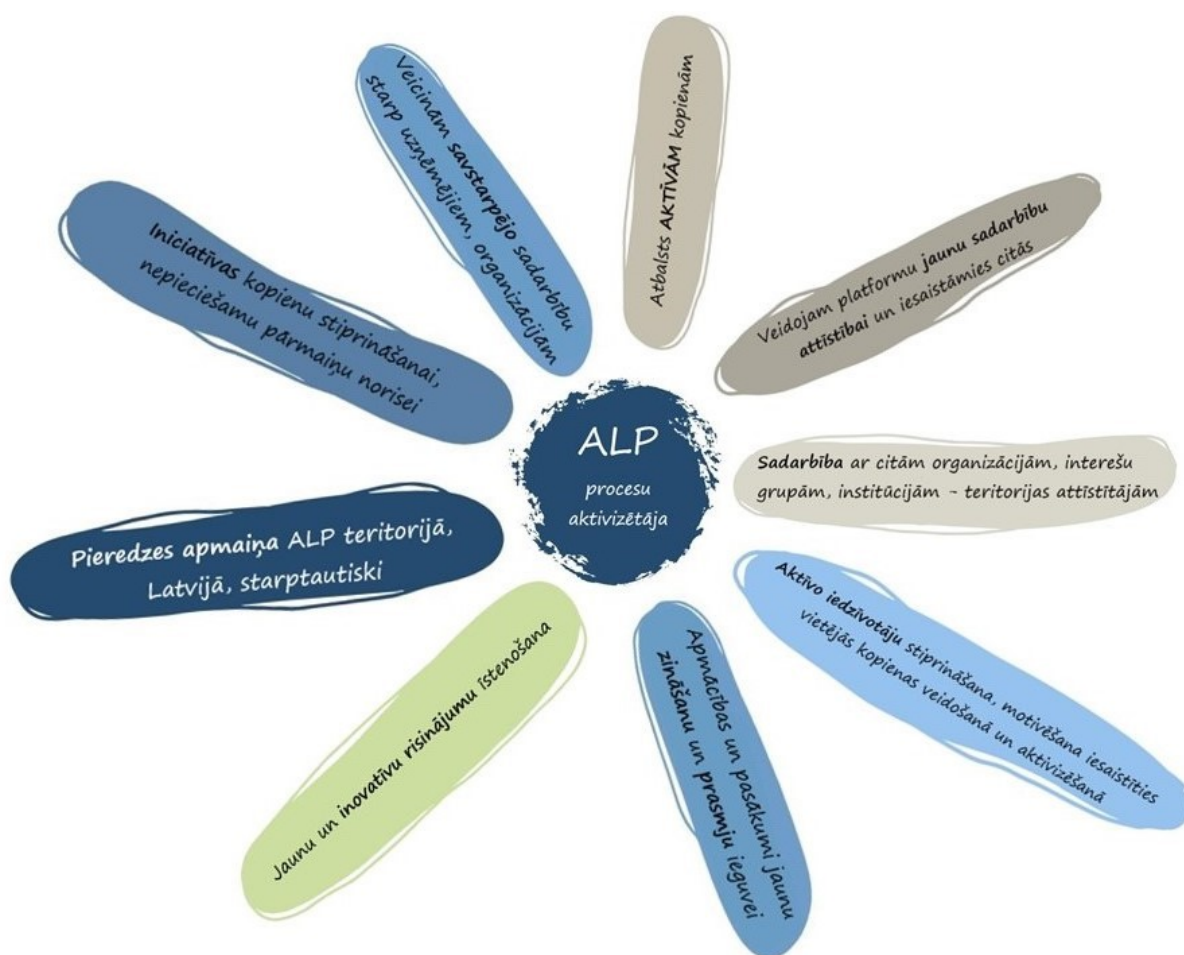 ALP
procesu
aktivizētāja
Atbalsts AKTĪVĀM kopienām
Veidojam platformu jaunu sadarbību
attīstībai un iesaistāmies citās
Sadarbība ar citām organizācijām, interešu
grupām, institūcijām - teritorijas attīstītājām
Aktīvo iedzīvotāju stiprināšana, motivēšana iesaistīties
vietējās kopienas veidošanā un aktivizēšanā
Apmācības un pasākumi jaunu
zināšanu un prasmju ieguvei
Jaunu un inovatīvu risinājumu īstenošana
Pieredzes apmaiņa ALP teritorijā,
Latvijā, starptautiski
Iniciatīvas kopienu stiprināšanai,
nepieciešamu pārmaiņu norisei
Veicinām savstarpējo sadarbību
starp uzņēmējiem, organizācijām